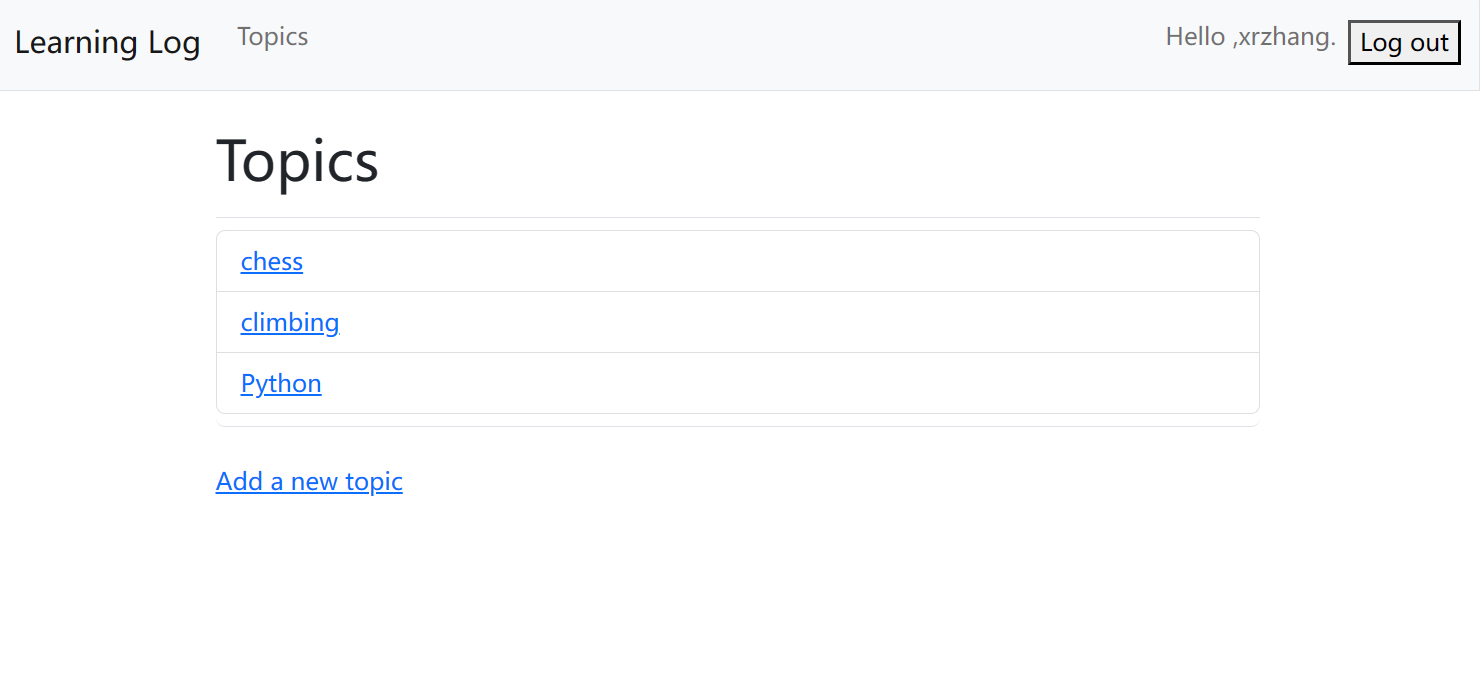 Learning Log Topics Hello ,xrzhang. Log out
Topics
chess
climbing
Python
Add a new topic